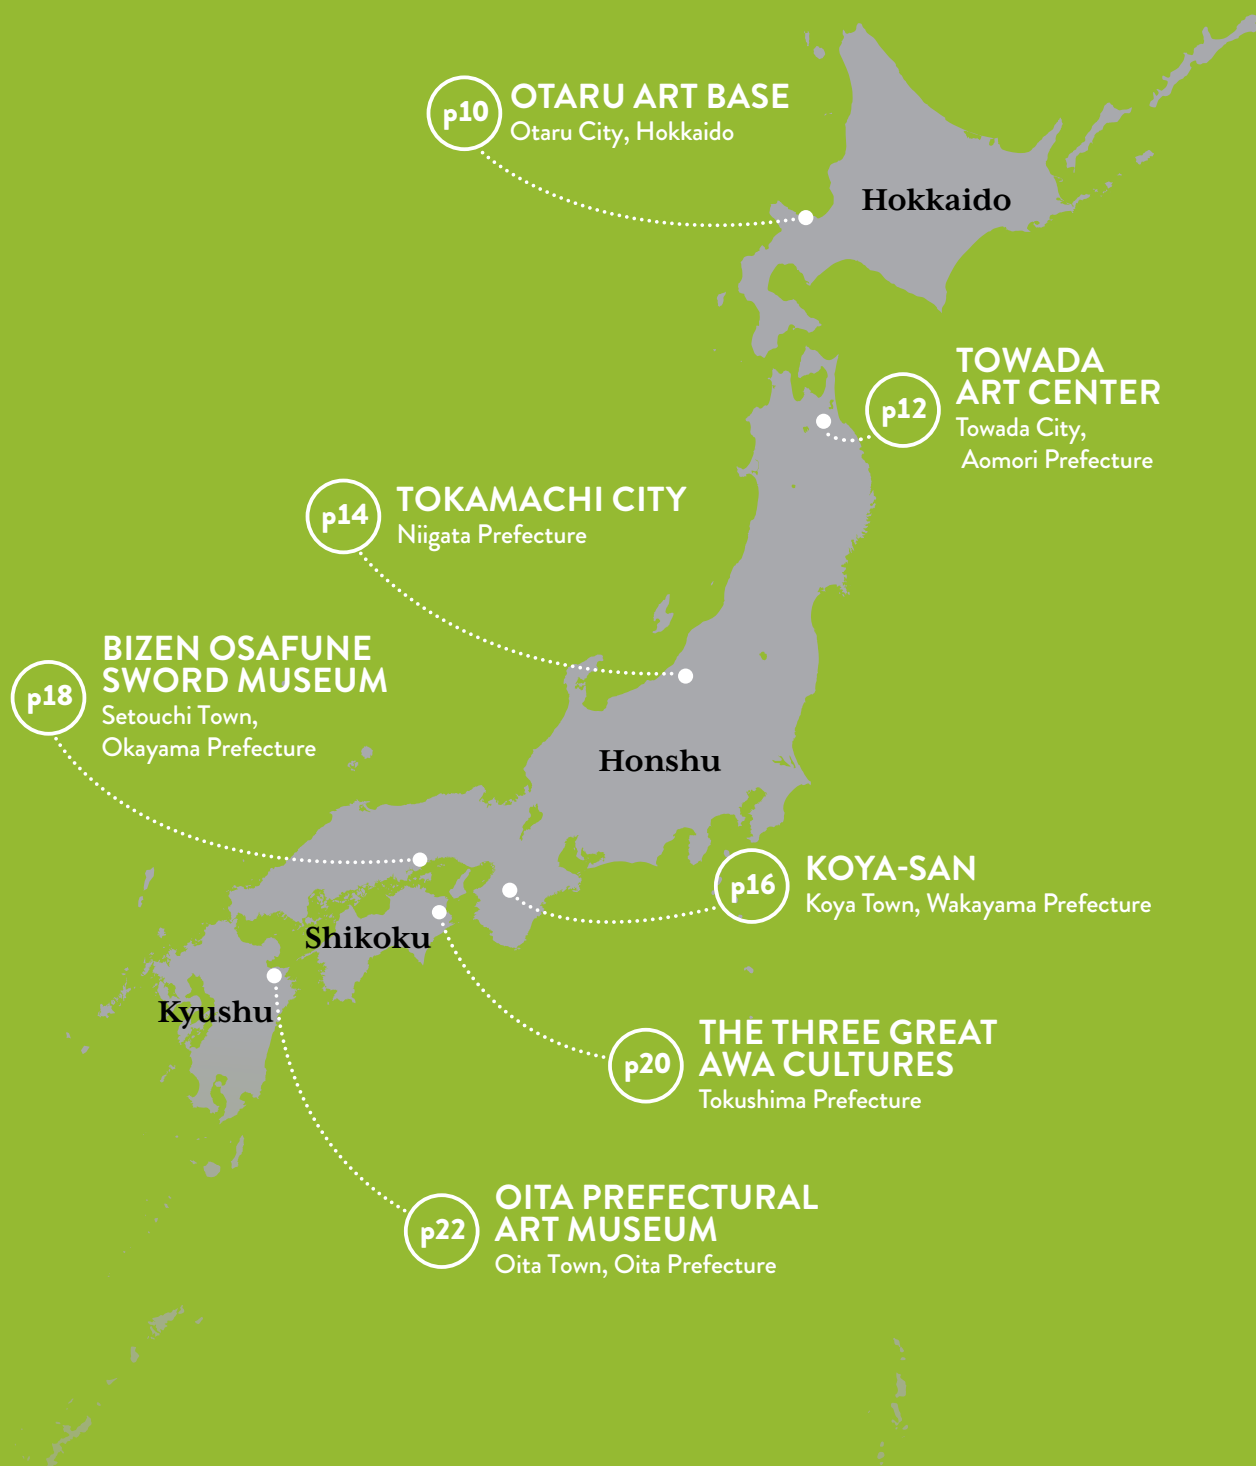 p10
OTARU ART BASE
Otaru City, Hokkaido
Hokkaido
p12
TOWADA
ART CENTER
Towada City,
Aomori Prefecture
p14
TOKAMACHI CITY
Niigata Prefecture
p18
BIZEN OSAFUNE
SWORD MUSEUM
Setouchi Town,
Okayama Prefecture
Honshu
p16
KOYA-SAN
Koya Town, Wakayama Prefecture
Shikoku
Kyushu
p20
THE THREE GREAT
AWA CULTURES
Tokushima Prefecture
p22
OITA PREFECTURAL
ART MUSEUM
Oita Town, Oita Prefecture